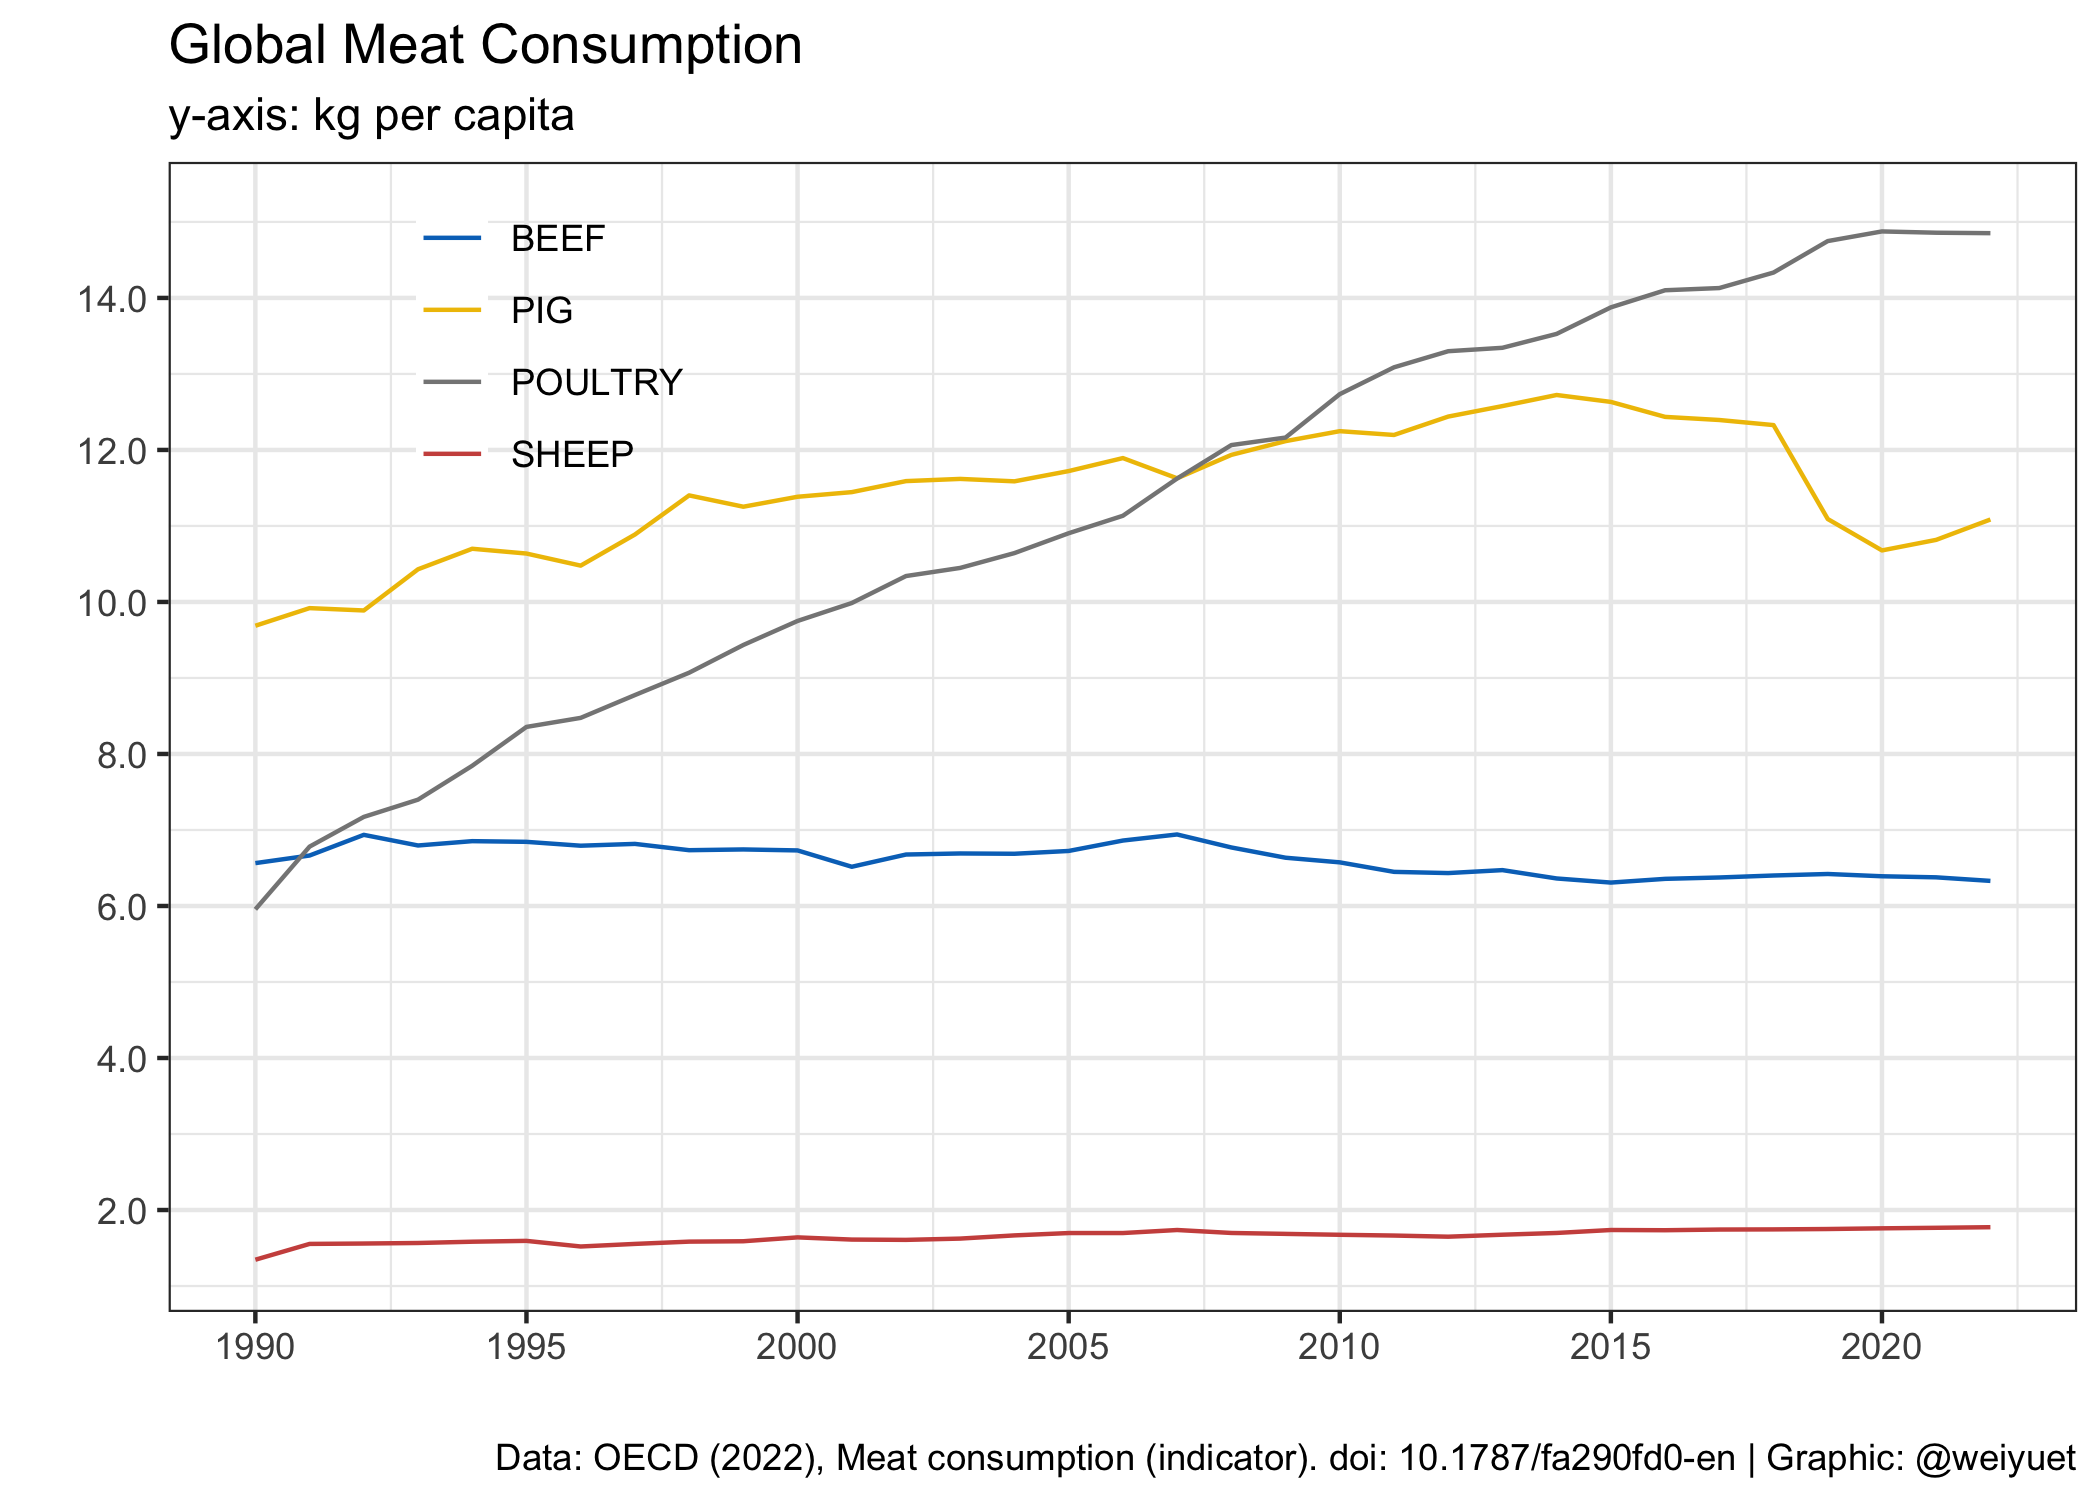 Global Meat Consumption
y-axis: kg per capita
BEEF
PIG
POULTRY
SHEEP
14.0
12.0
10.0
8.0
6.0
4.0
2.0
1990 1995 2000 2005 2010 2015 2020
Data: OECD (2022), Meat consumption (indicator). doi: 10.1787/fa290fd0-en | Graphic: @weiyuet